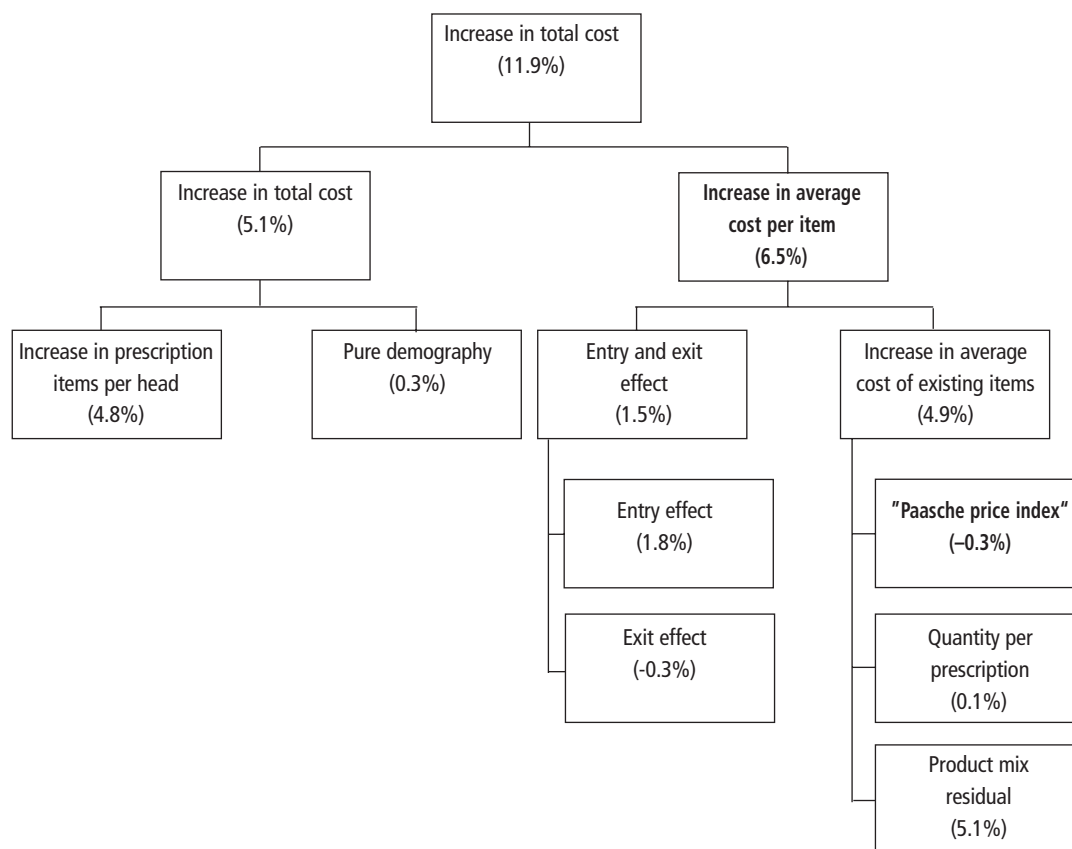 Increase in total cost
(11.9%)
Increase in total cost
(5.1%)
Increase in average
cost per item
(6.5%)
Increase in prescription
items per head
(4.8%)
Pure demography
(0.3%)
Entry and exit
effect
(1.5%)
Increase in average
cost of existing items
(4.9%)
Entry effect
(1.8%)
Exit effect
(-0.3%)
”Paasche price index“
(–0.3%)
Quantity per
prescription
(0.1%)
Product mix
residual
(5.1%)